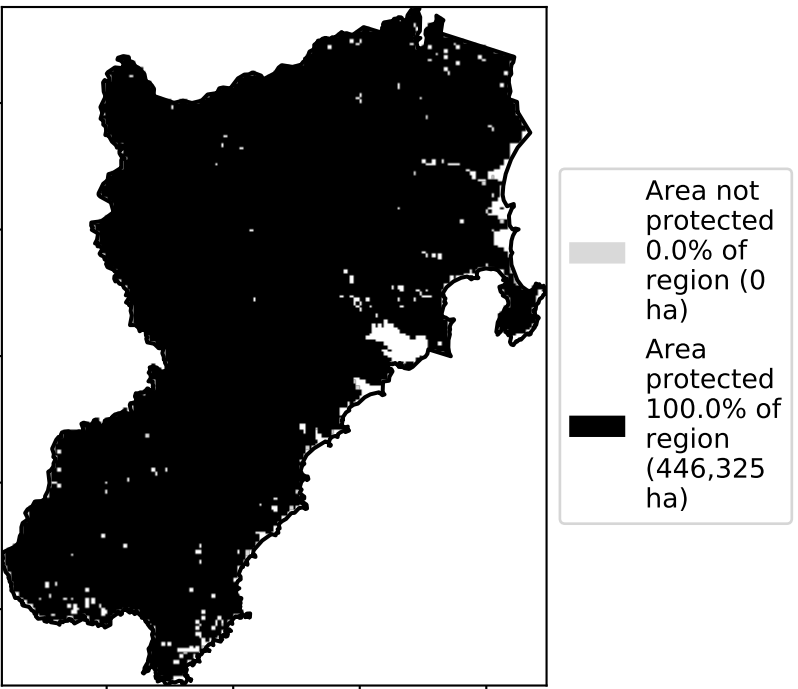 Area not
protected
0.0% of
region (0
ha)
Area
protected
100.0% of
region
(446,325
ha)